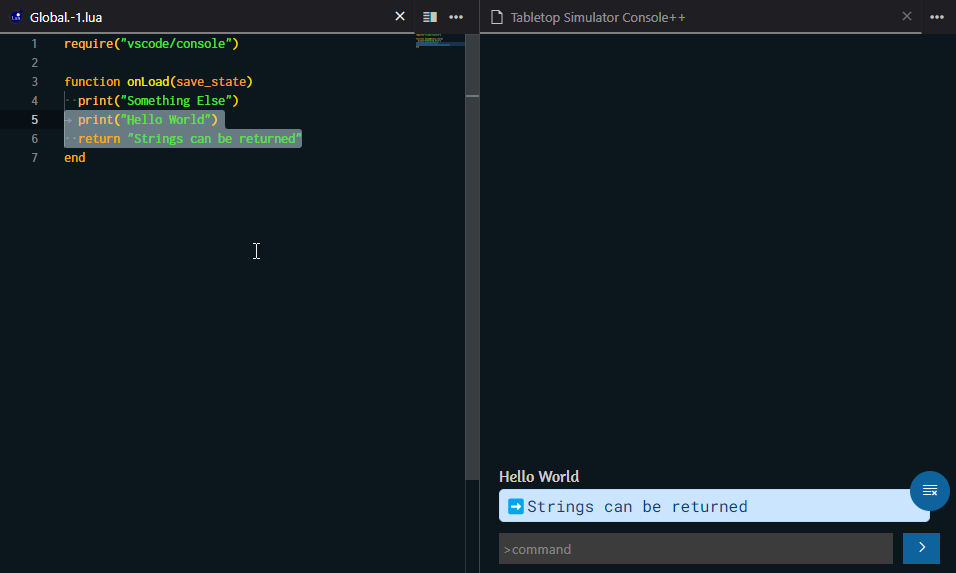 Global.-1.lua
Tabletop Simulator Console++
1 require("vscode/console")
2
3 function onLoad(save_state)
4 print("Something Else")
5 print("Hello World")
6 return "Strings can be returned"
7 end
Hello World
Strings can be returned
>command